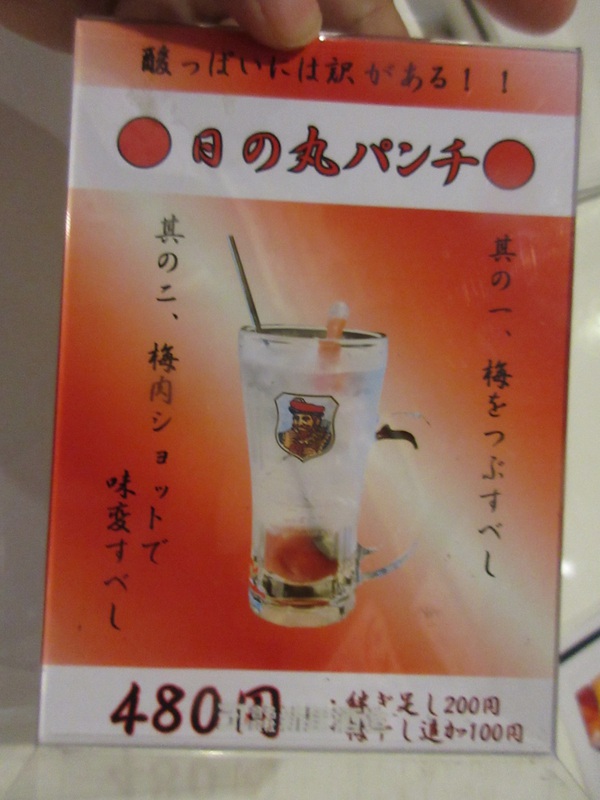 酸っぱいには訳がある！！
日の丸パンチ
其の一、梅をつぶすべし
其の二、梅肉ショットで
味変すべし
480円
継ぎ足し200円
梅干し追加100円